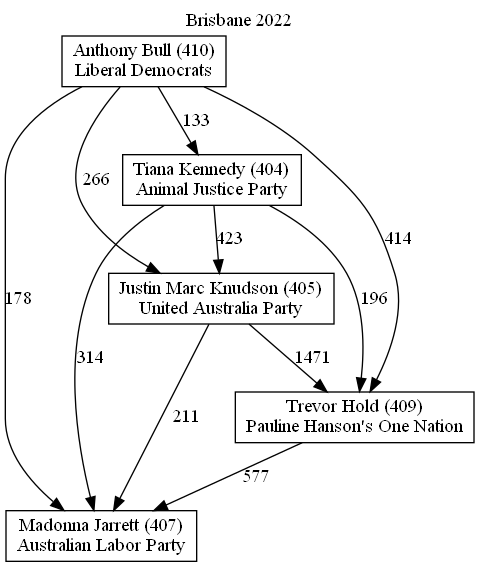 Brisbane 2022
Anthony Bull (410)
Liberal Democrats
133
Tiana Kennedy (404)
Animal Justice Party
266
423
414
Justin Marc Knudson (405)
United Australia Party
178
196
314
1471
211
Trevor Hold (409)
Pauline Hanson's One Nation
577
Madonna Jarrett (407)
Australian Labor Party